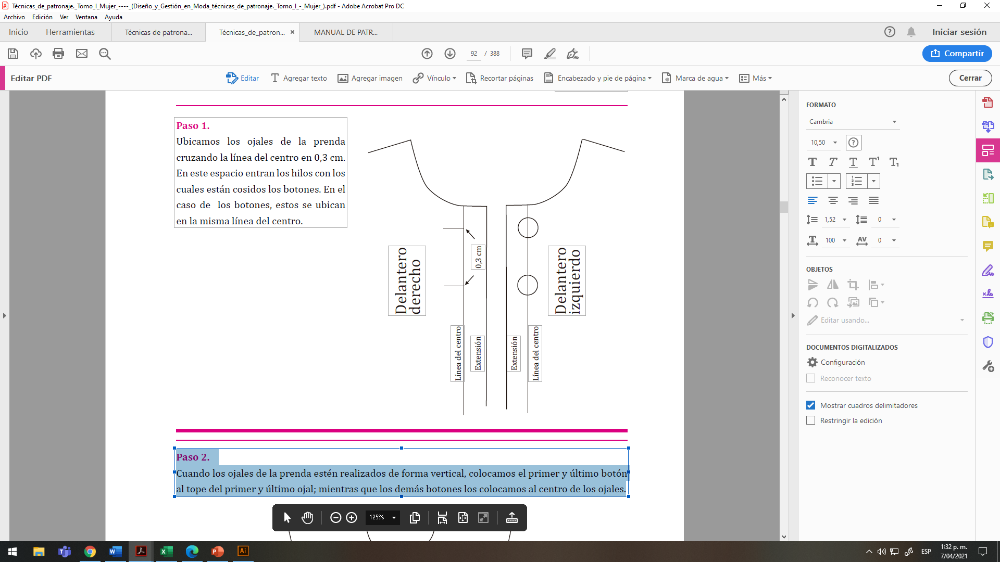 Técnicas_de_patronaje._Tomo_I_Mujer_----_(Diseño_y_Gestión_en_Moda_técnicas_de_patronaje._Tomo_I_-_Mujer_).pdf - Adobe Acrobat Pro DC
Archivo Edición Ver Ventana Ayuda
Inicio Herramientas Técnicas de patrona... Técnicas_de_patron... MANUAL DE PATR... Iniciar sesión
92 / 388 Compartir
Editar PDF Editar Agregar texto Agregar imagen Vínculo Recortar páginas Encabezado y pie de página Marca de agua Más Cerrar
Paso 1.
Ubicamos los ojales de la prenda
cruzando la línea del centro en 0,3 cm.
En este espacio entran los hilos con los
cuales están cosidos los botones. En el
caso de los botones, estos se ubican
en la misma línea del centro.
Delantero
derecho
0,3 cm
Delantero
izquierdo
Línea del centro
Extensión
Extensión
Línea del centro
Paso 2.
Cuando los ojales de la prenda estén realizados de forma vertical, colocamos el primer y último botón
al tope del primer y último ojal; mientras que los demás botones los colocamos al centro de los ojales.
125%
FORMATO
Cambria
10,50
T T T T1 T1
1,52 0
100 AV 0
OBJETOS
Editar usando...
DOCUMENTOS DIGITALIZADOS
Configuración
Reconocer texto
Mostrar cuadros delimitadores
Restringir la edición
Ai ESP 1:32 p. m.
7/04/2021